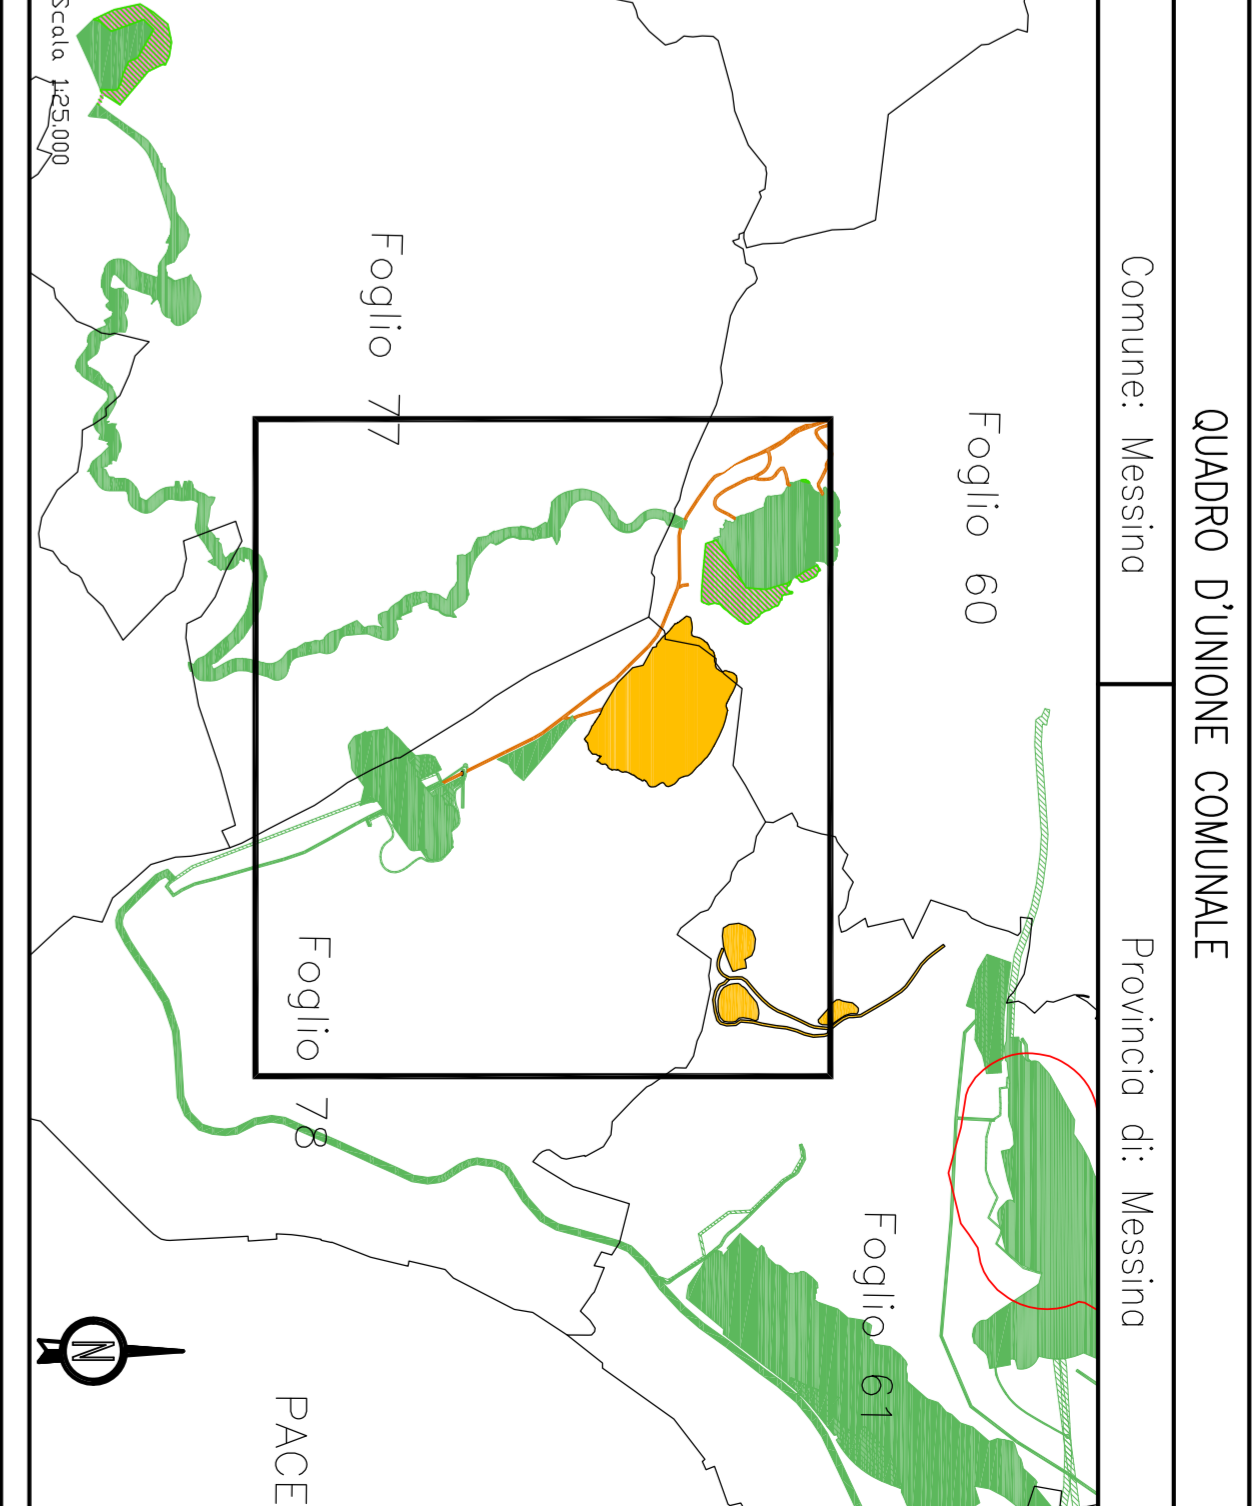 QUADRO D'UNIONE COMUNALE
Comune: Messina
Provincia di: Messina
Foglio 60
Foglio 61
Foglio 77
Foglio 78
PACE
N
Scala 1:25.000